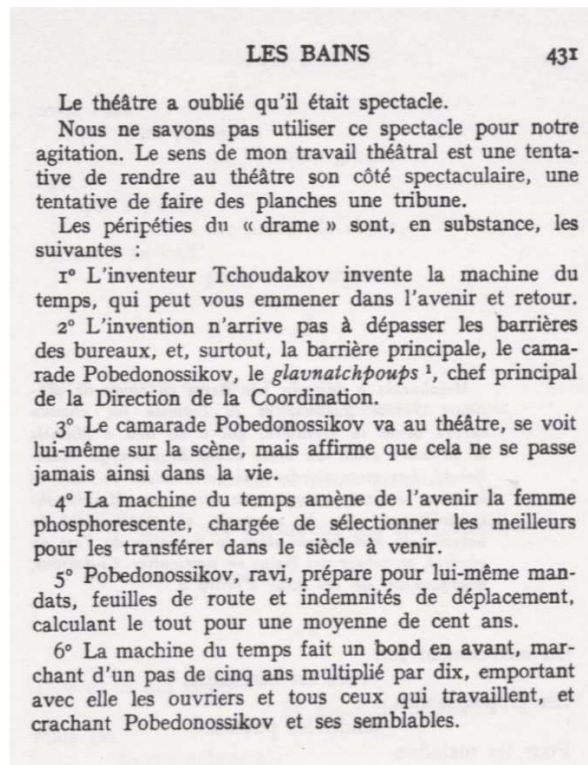 LES BAINS 431
Le théâtre a oublié qu'il était spectacle.
Nous ne savons pas utiliser ce spectacle pour notre
agitation. Le sens de mon travail théâtral est une tenta-
tive de rendre au théâtre son côté spectaculaire, une
tentative de faire des planches une tribune.
Les péripéties du « drame » sont, en substance, les
suivantes :
1º L'inventeur Tchoudakov invente la machine du
temps, qui peut vous emmener dans l'avenir et retour.
2º L'invention n'arrive pas à dépasser les barrières
des bureaux, et, surtout, la barrière principale, le cama-
rade Pobedonossikov, le glavnatchpoups ¹, chef principal
de la Direction de la Coordination.
3º Le camarade Pobedonossikov va au théâtre, se voit
lui-même sur la scène, mais affirme que cela ne se passe
jamais ainsi dans la vie.
4º La machine du temps amène de l'avenir la femme
phosphorescente, chargée de sélectionner les meilleurs
pour les transférer dans le siècle à venir.
5º Pobedonossikov, ravi, prépare pour lui-même man-
dats, feuilles de route et indemnités de déplacement,
calculant le tout pour une moyenne de cent ans.
6º La machine du temps fait un bond en avant, mar-
chant d'un pas de cinq ans multiplié par dix, emportant
avec elle les ouvriers et tous ceux qui travaillent, et
crachant Pobedonossikov et ses semblables.